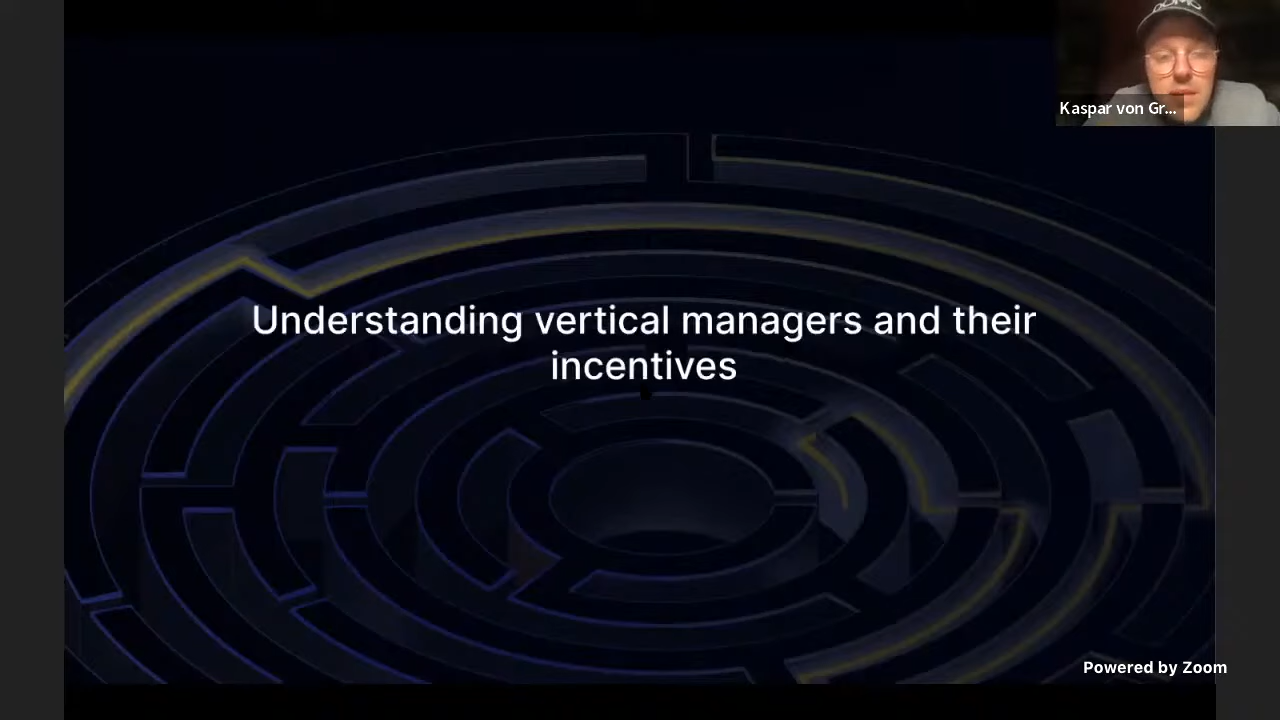 Kaspar von Gr...
Understanding vertical managers and their
incentives
Powered by Zoom